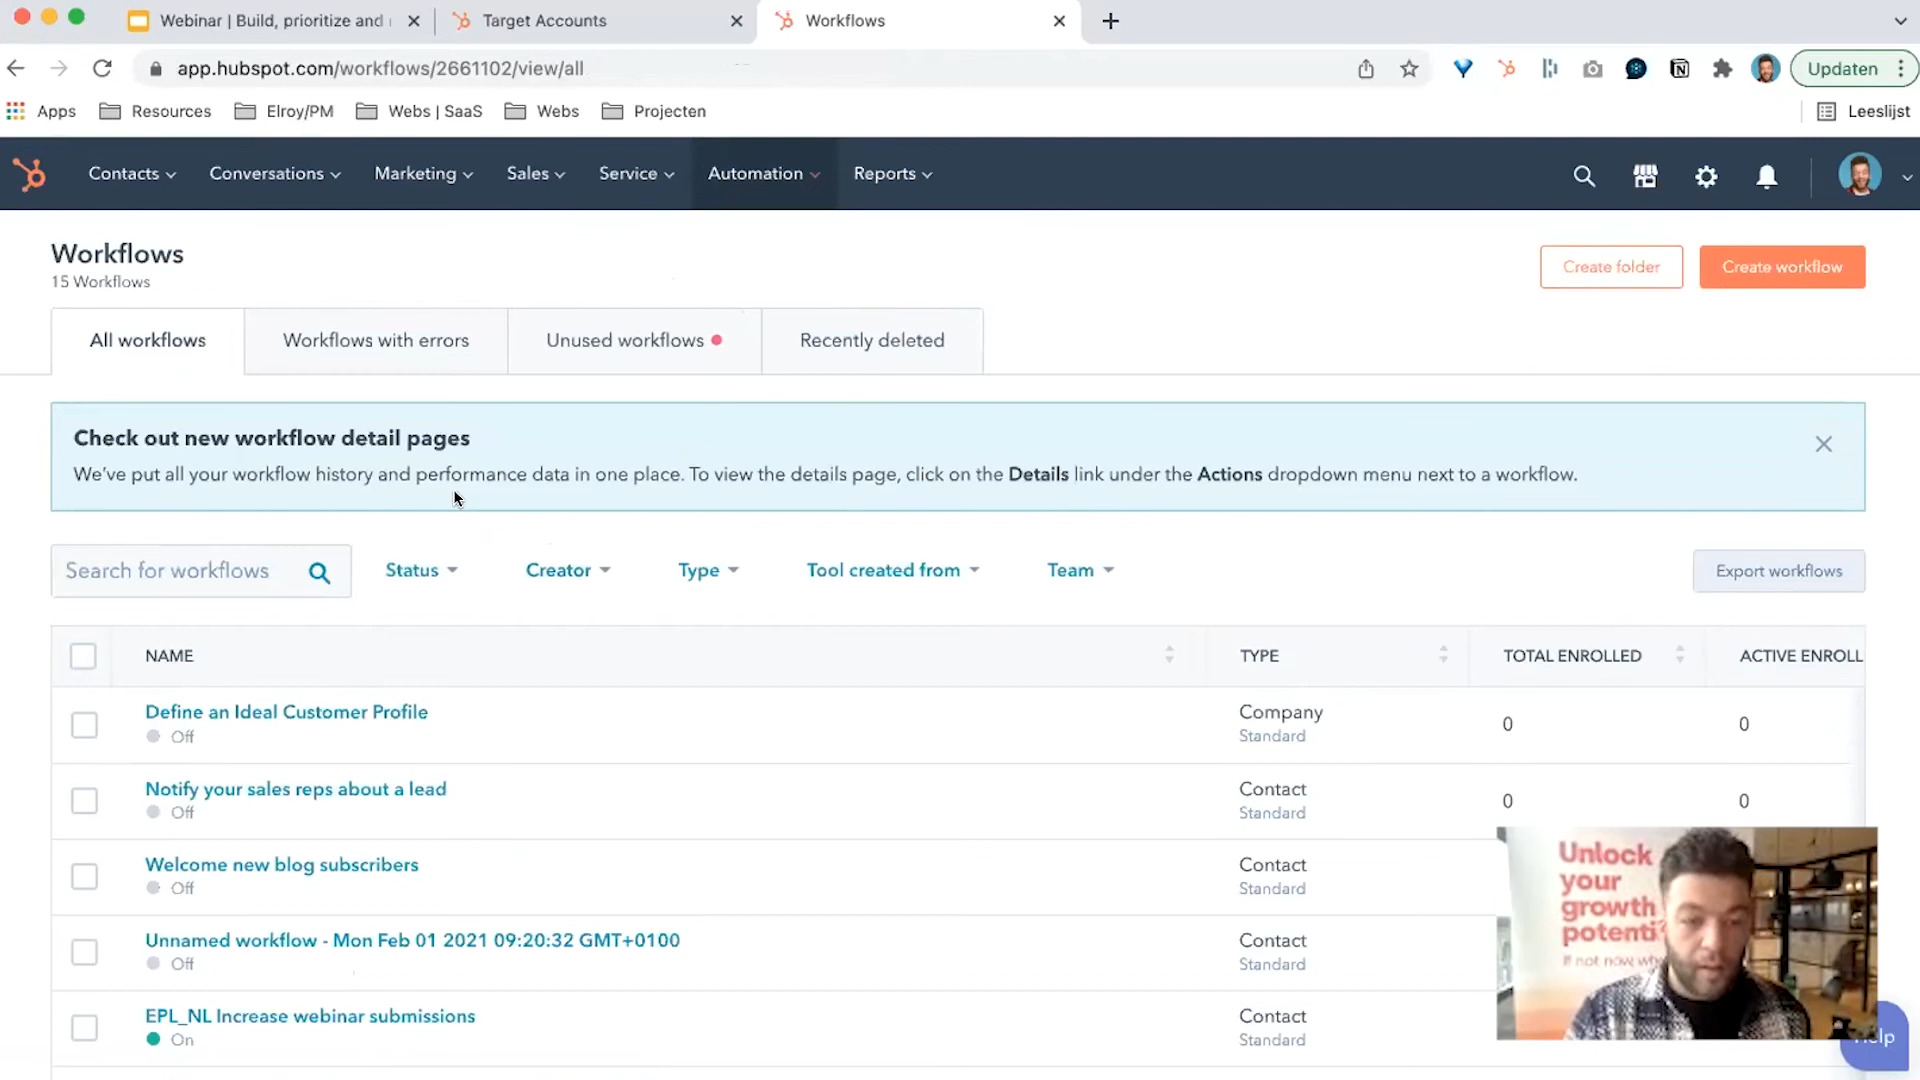 Webinar | Build, prioritize and
Target Accounts
Workflows
app.hubspot.com/workflows/2661102/view/all
Updaten
Apps
Resources
Elroy/PM
Webs | SaaS
Webs
Projecten
Leeslijst
Contacts
Conversations
Marketing
Sales
Service
Automation
Reports
Workflows
15 Workflows
Create folder
Create workflow
All workflows
Workflows with errors
Unused workflows
Recently deleted
Check out new workflow detail pages
We've put all your workflow history and performance data in one place. To view the details page, click on the Details link under the Actions dropdown menu next to a workflow.
Search for workflows
Status
Creator
Type
Tool created from
Team
Export workflows
NAME
TYPE
TOTAL ENROLLED
ACTIVE ENROLL
Define an Ideal Customer Profile
Off
Company
Standard
0
0
Notify your sales reps about a lead
Off
Contact
Standard
0
0
Welcome new blog subscribers
Off
Contact
Standard
Unnamed workflow - Mon Feb 01 2021 09:20:32 GMT+0100
Off
Contact
Standard
EPL_NL Increase webinar submissions
On
Contact
Standard
Unlock
your
growth
potenti
If not now
elp